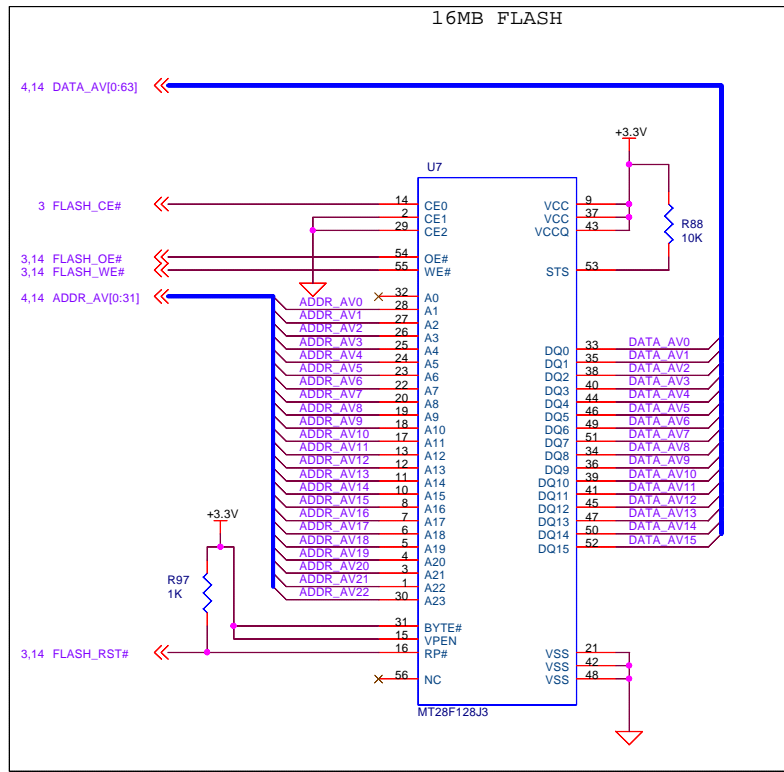 16MB FLASH
4,14 DATA_AV[0:63]
+3.3V
U7
3 FLASH_CE#
14 CE0 VCC 9
2 CE1 VCC 37
29 CE2 VCCQ 43
R88
10K
3,14 FLASH_OE# 54 OE#
3,14 FLASH_WE# 55 WE# STS 53
4,14 ADDR_AV[0:31]
32 A0
ADDR_AV0 28 A1
ADDR_AV1 27 A2
ADDR_AV2 26 A3
ADDR_AV3 25 A4 DQ0 33 DATA_AV0
ADDR_AV4 24 A5 DQ1 35 DATA_AV1
ADDR_AV5 23 A6 DQ2 38 DATA_AV2
ADDR_AV6 22 A7 DQ3 40 DATA_AV3
ADDR_AV7 20 A8 DQ4 44 DATA_AV4
ADDR_AV8 19 A9 DQ5 46 DATA_AV5
ADDR_AV9 18 A10 DQ6 49 DATA_AV6
ADDR_AV10 17 A11 DQ7 51 DATA_AV7
ADDR_AV11 13 A12 DQ8 34 DATA_AV8
ADDR_AV12 12 A13 DQ9 36 DATA_AV9
ADDR_AV13 11 A14 DQ10 39 DATA_AV10
ADDR_AV14 10 A15 DQ11 41 DATA_AV11
ADDR_AV15 8 A16 DQ12 45 DATA_AV12
ADDR_AV16 7 A17 DQ13 47 DATA_AV13
ADDR_AV17 6 A18 DQ14 50 DATA_AV14
ADDR_AV18 5 A19 DQ15 52 DATA_AV15
ADDR_AV19 4 A20
ADDR_AV20 3 A21
ADDR_AV21 1 A22
ADDR_AV22 30 A23
+3.3V
R97
1K
31 BYTE#
15 VPEN
3,14 FLASH_RST# 16 RP# VSS 21
VSS 42
56 NC VSS 48
MT28F128J3